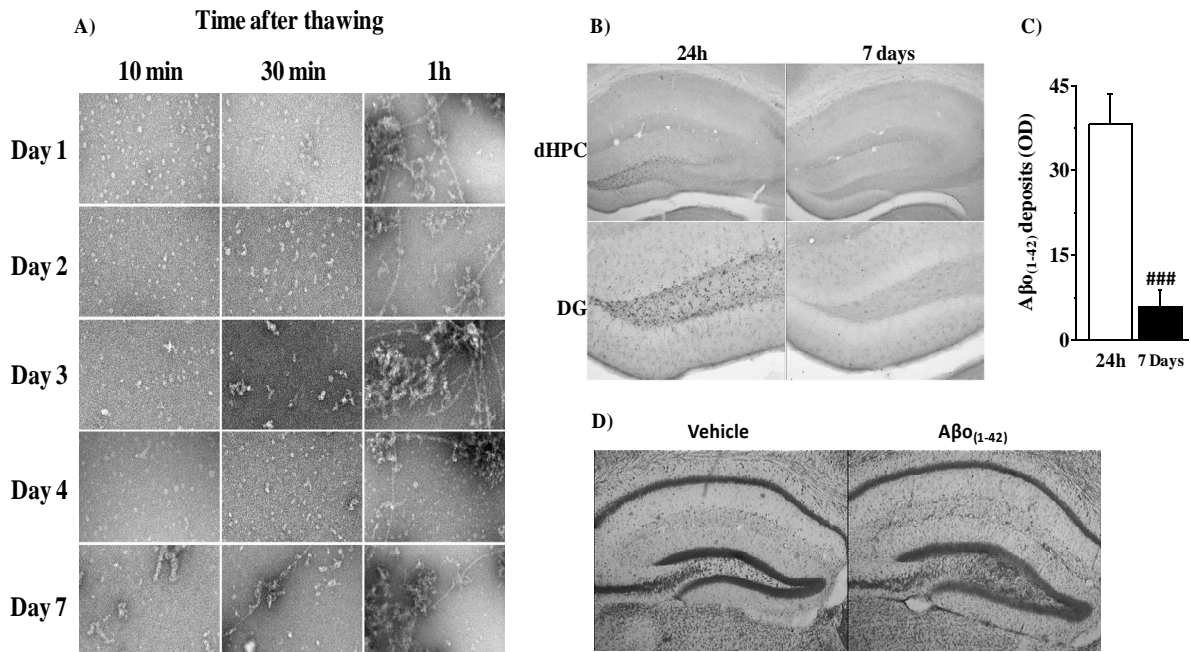 A)
Time after thawing
10 min 30 min 1h
Day 1
Day 2
Day 3
Day 4
Day 7
B)
24h 7 days
dHPC
DG
C)
Aβo(1-42) deposits (OD)
45
30
15
0
###
24h 7 Days
D)
Vehicle Aβo(1-42)